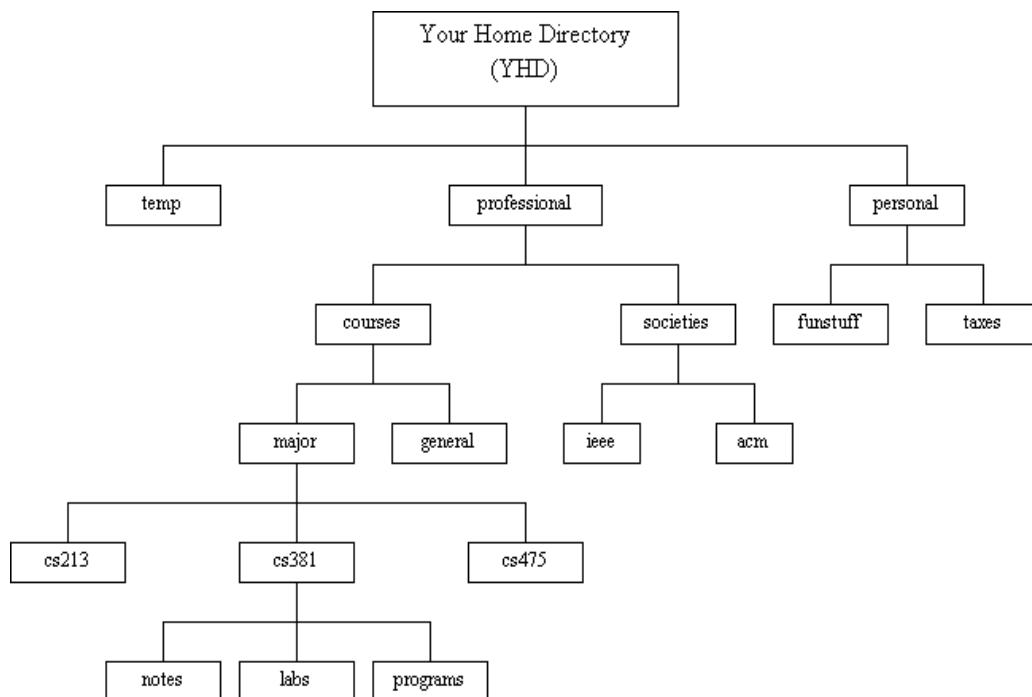 Your Home Directory
(YHD)
temp
professional
personal
courses
societies
funstuff
taxes
major
general
ieee
acm
cs213
cs381
cs475
notes
labs
programs